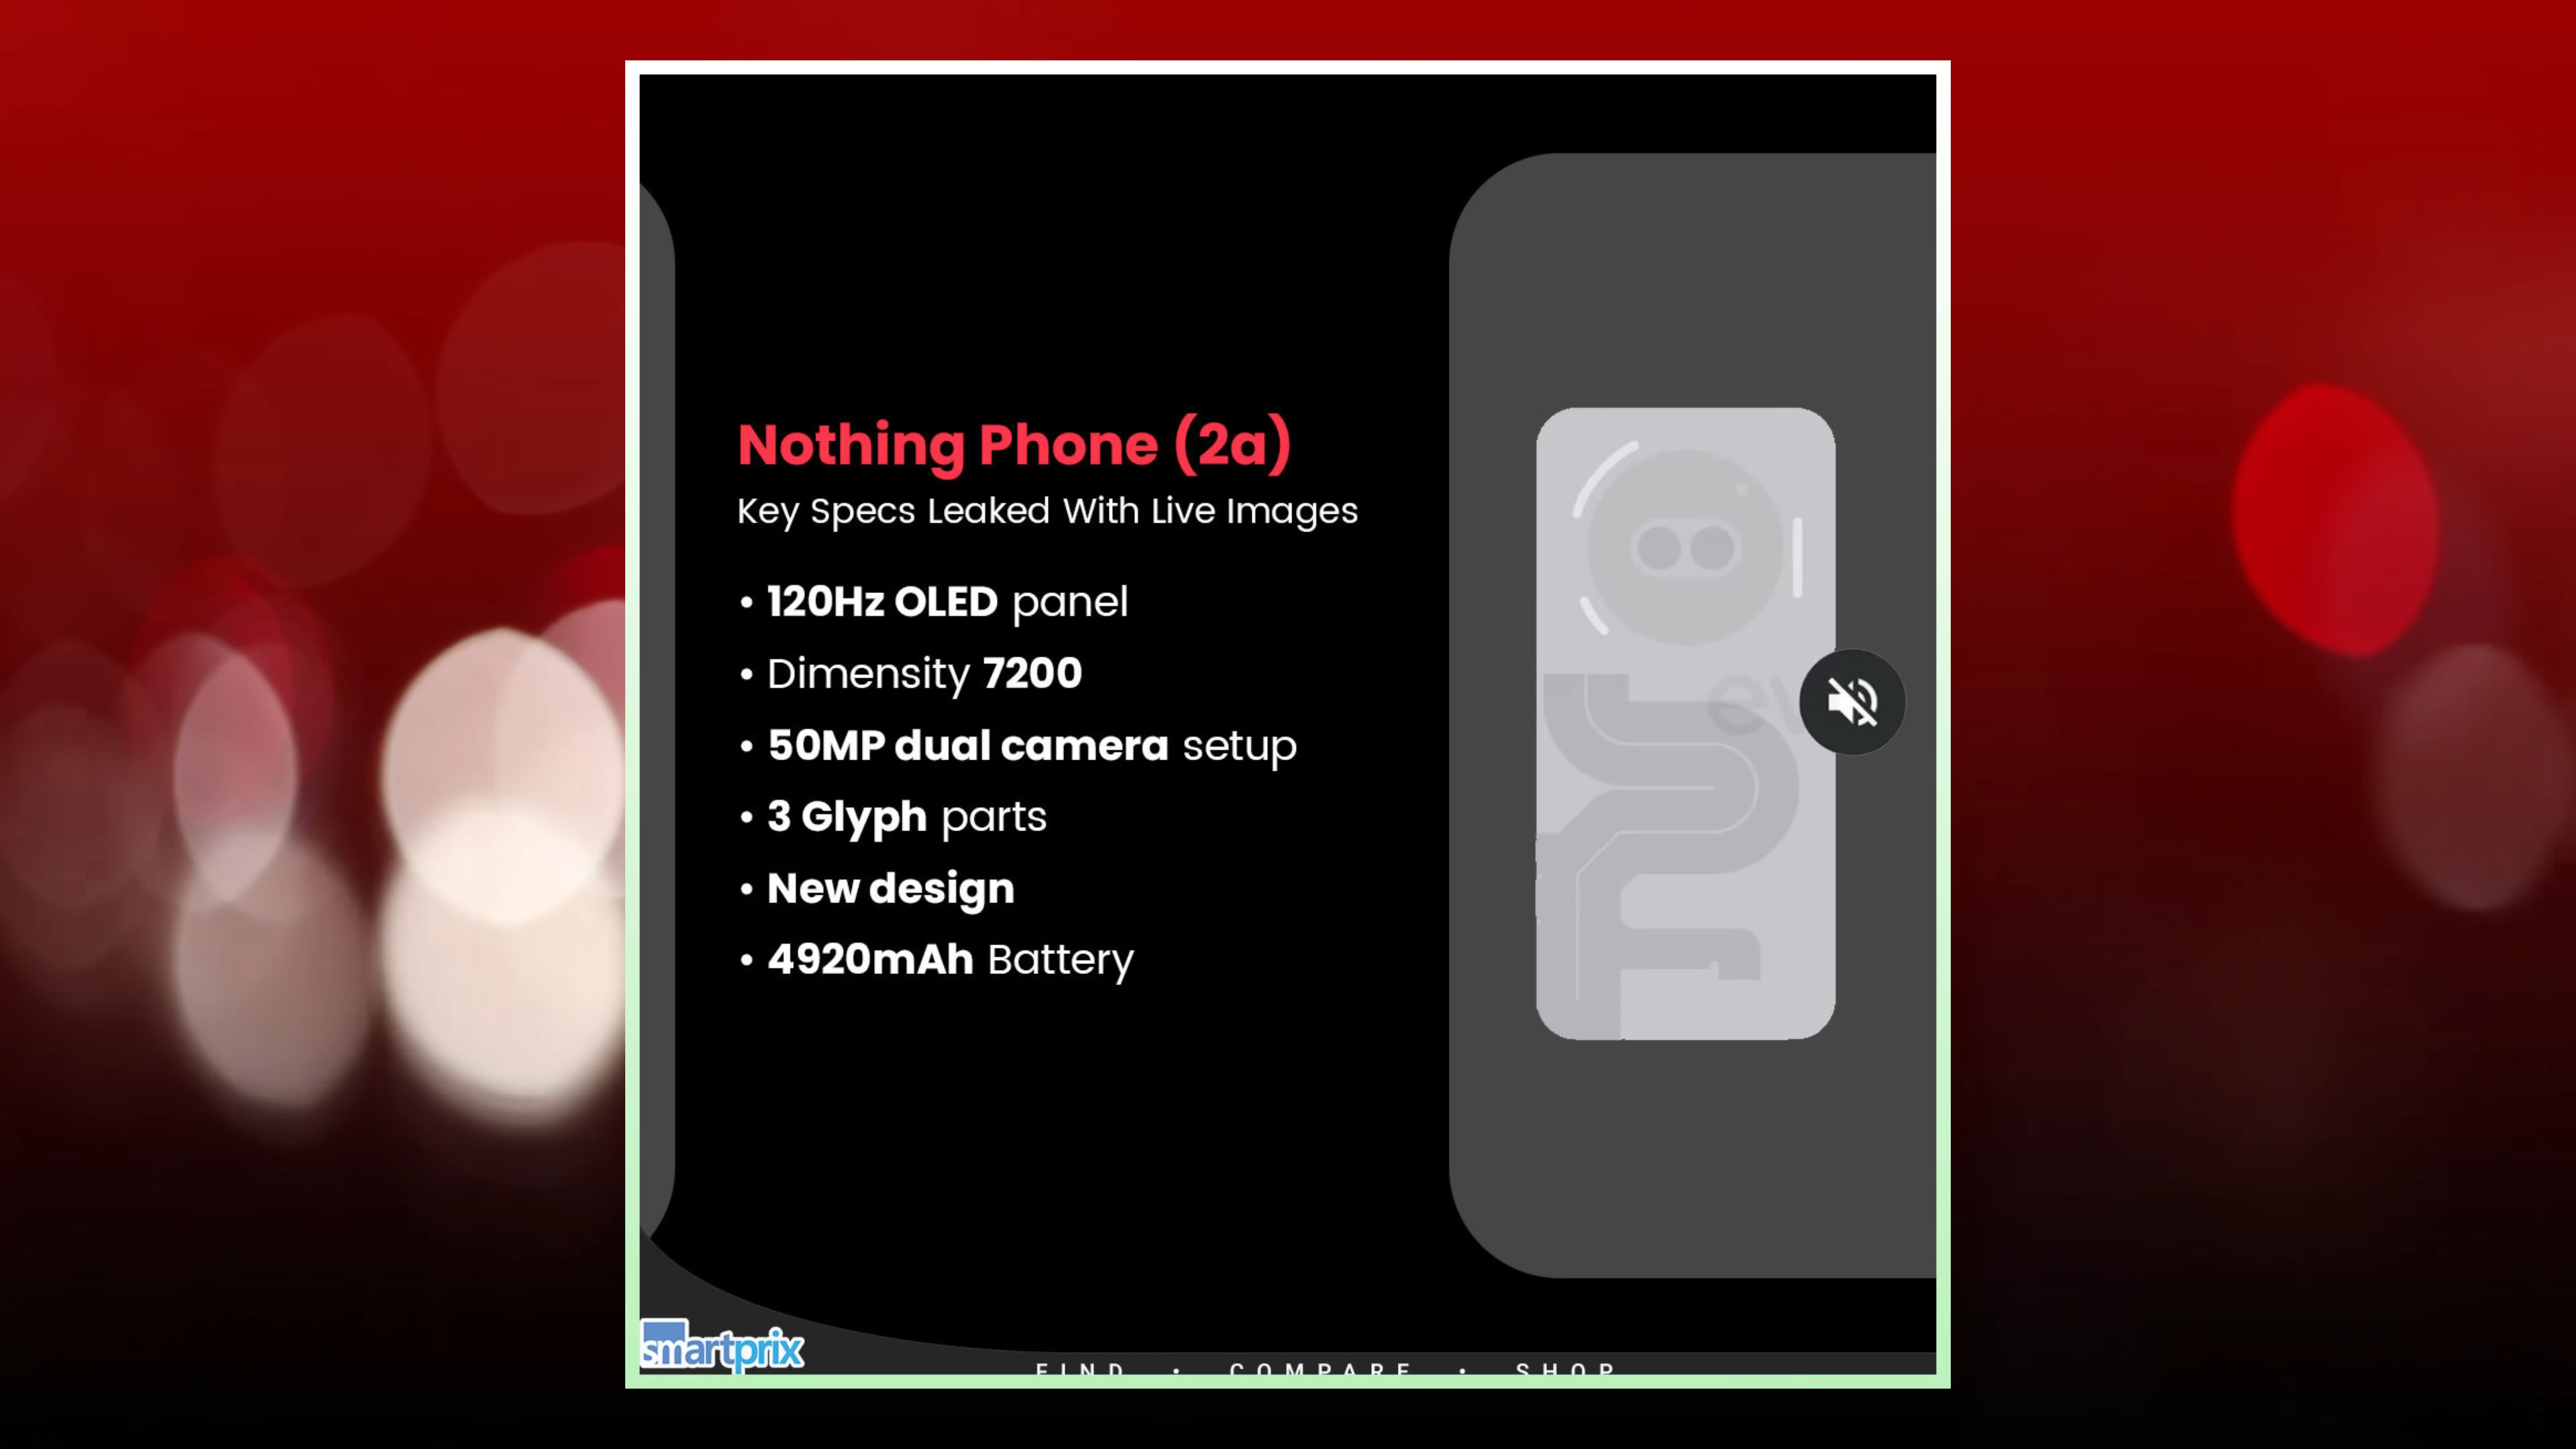 Nothing Phone (2a)
Key Specs Leaked With Live Images
• 120Hz OLED panel
• Dimensity 7200
• 50MP dual camera setup
• 3 Glyph parts
• New design
• 4920mAh Battery
smartprix
FIND • COMPARE • SHOP